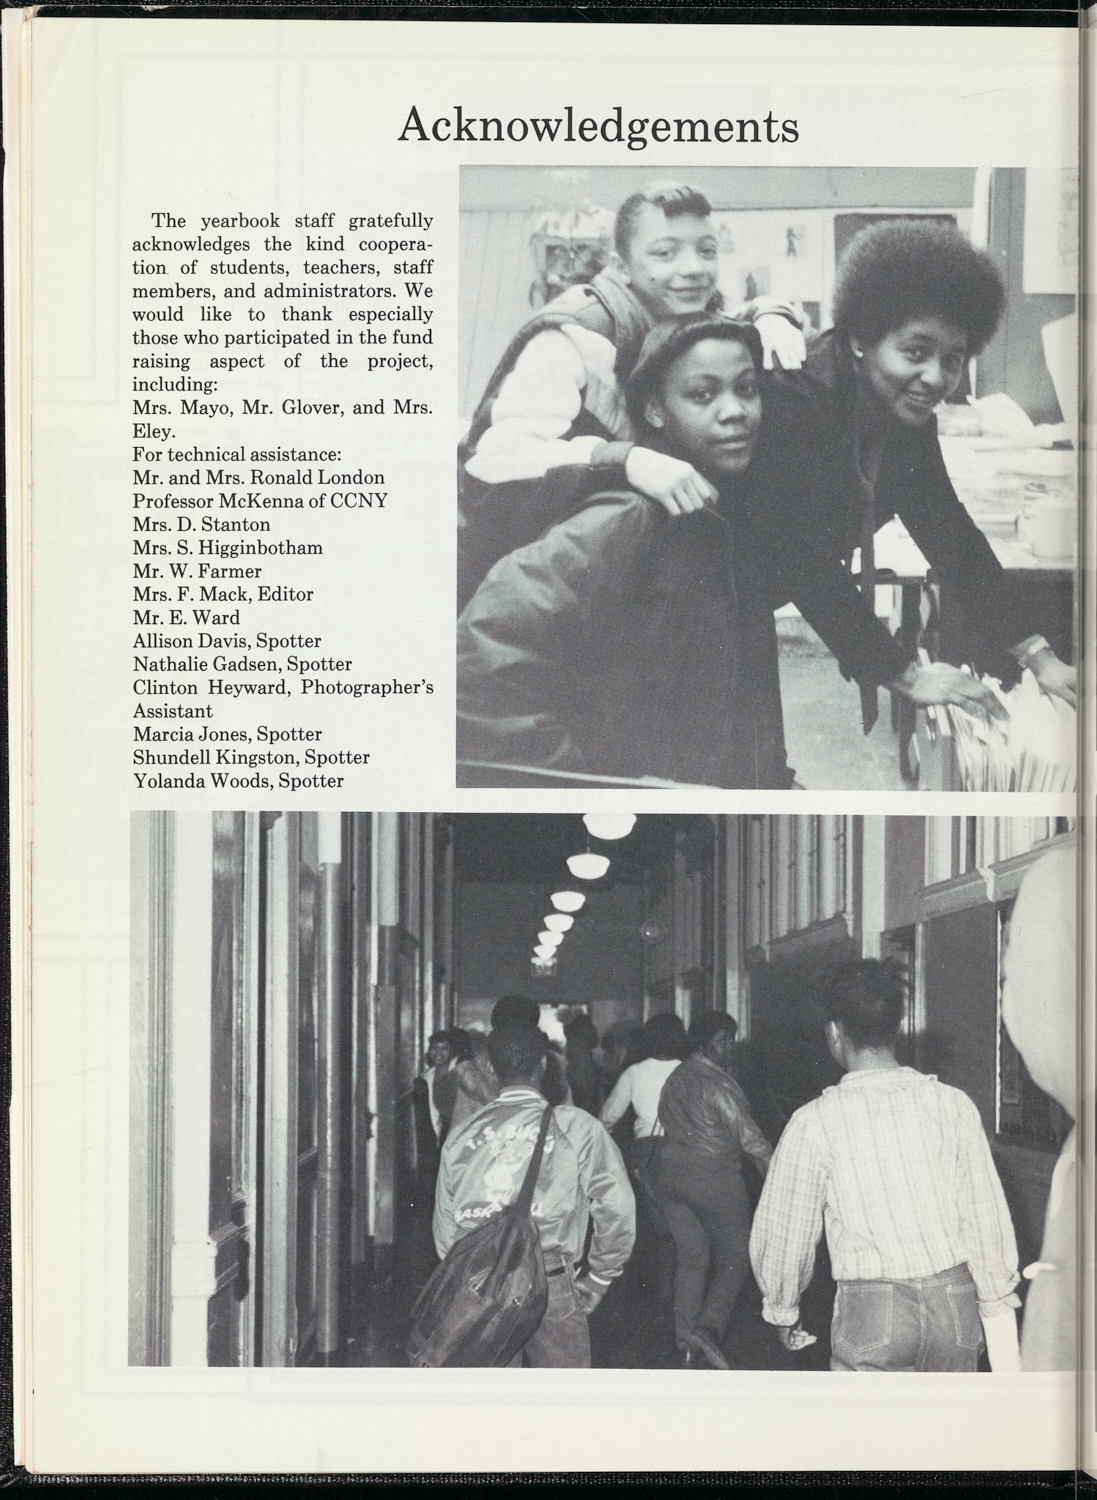 Acknowledgements
The yearbook staff gratefully
acknowledges the kind coopera-
tion of students, teachers, staff
members, and administrators. We
would like to thank especially
those who participated in the fund
raising aspect of the project,
including:
Mrs. Mayo, Mr. Glover, and Mrs.
Eley.
For technical assistance:
Mr. and Mrs. Ronald London
Professor McKenna of CCNY
Mrs. D. Stanton
Mrs. S. Higginbotham
Mr. W. Farmer
Mrs. F. Mack, Editor
Mr. E. Ward
Allison Davis, Spotter
Nathalie Gadsen, Spotter
Clinton Heyward, Photographer's
Assistant
Marcia Jones, Spotter
Shundell Kingston, Spotter
Yolanda Woods, Spotter
T. S.